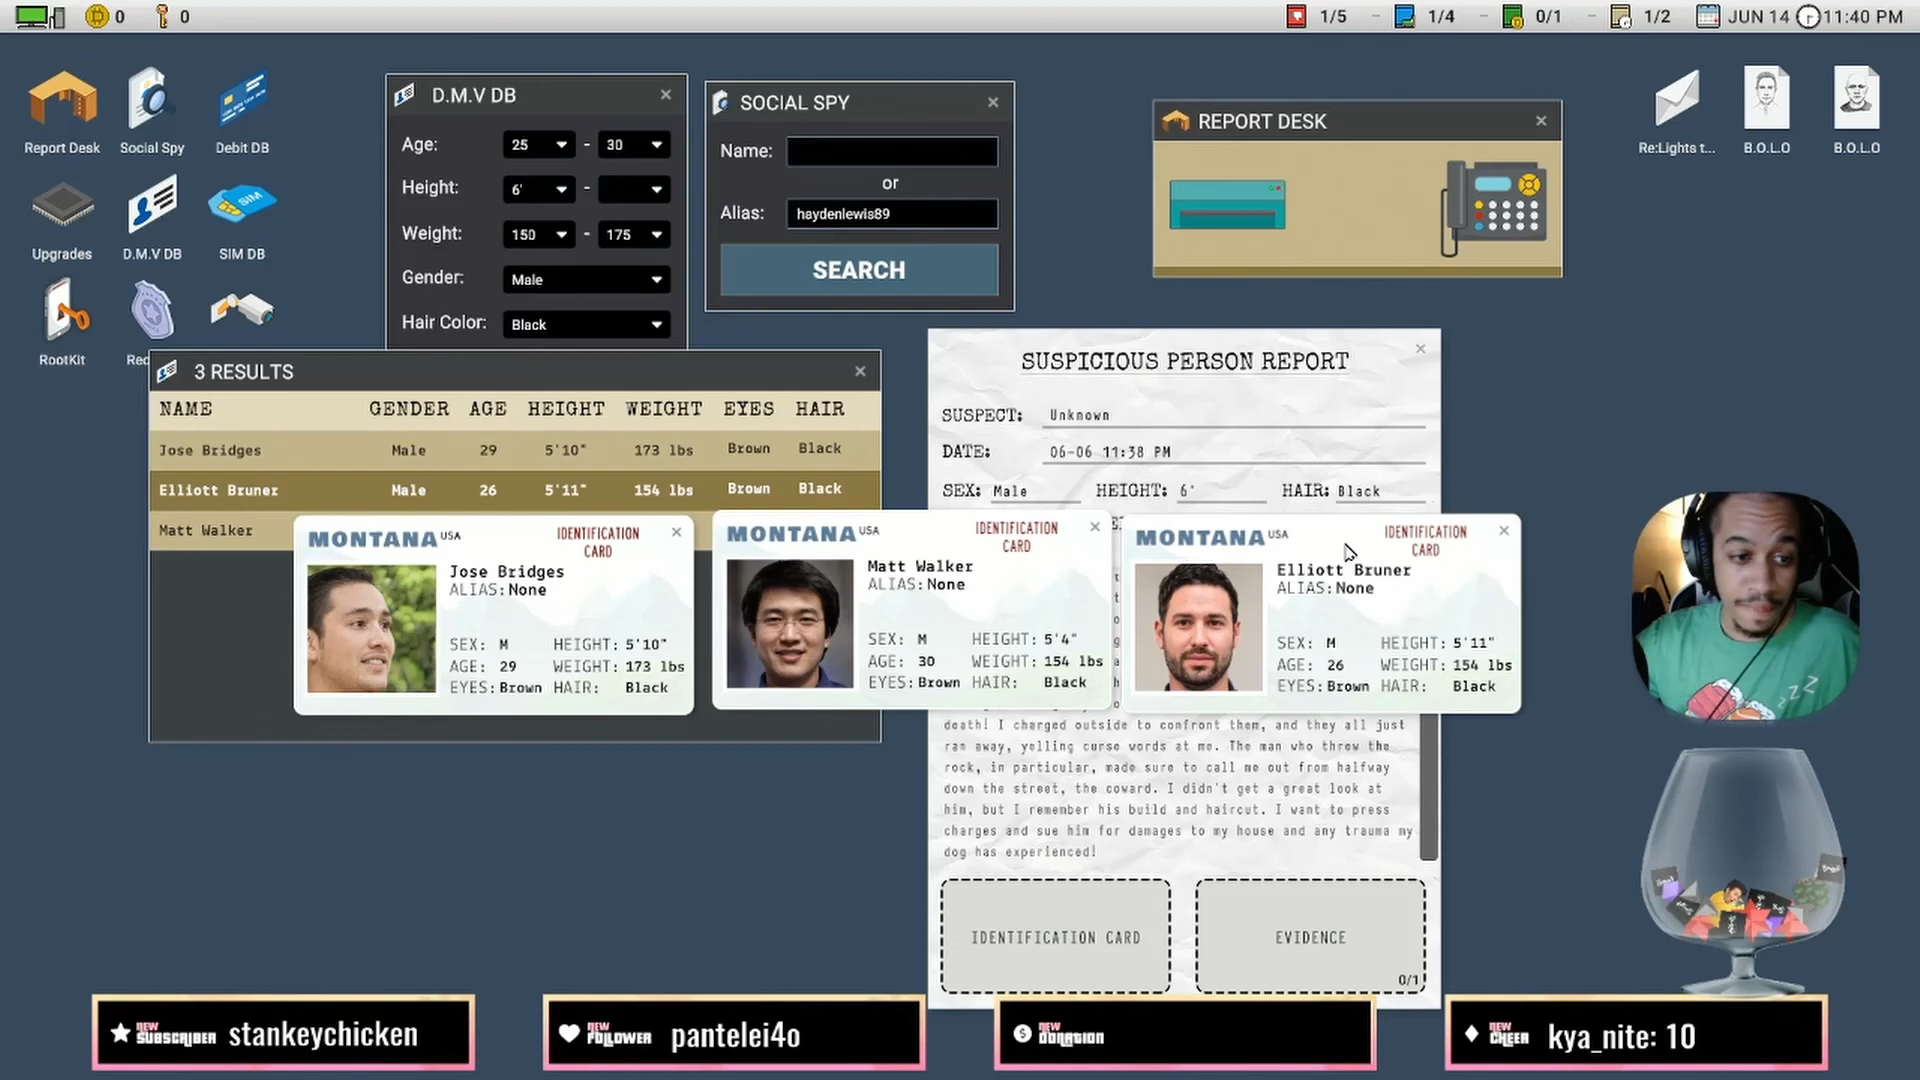 0
0
1/5
1/4
0/1
1/2
JUN 14
11:40 PM
Report Desk
Social Spy
Debit DB
Upgrades
D.M.V DB
SIM DB
RootKit
D.M.V DB
Age: 25 - 30
Height: 6' -
Weight: 150 - 175
Gender: Male
Hair Color: Black
SOCIAL SPY
Name:
or
Alias: haydenlewis89
SEARCH
REPORT DESK
Re:Lights t...
B.O.L.O
B.O.L.O
3 RESULTS
NAME GENDER AGE HEIGHT WEIGHT EYES HAIR
Jose Bridges Male 29 5'10" 173 lbs Brown Black
Elliott Bruner Male 26 5'11" 154 lbs Brown Black
Matt Walker
SUSPICIOUS PERSON REPORT
SUSPECT: Unknown
DATE: 06-06 11:38 PM
SEX: Male HEIGHT: 6' HAIR: Black
MONTANA USA
IDENTIFICATION CARD
Jose Bridges
ALIAS: None
SEX: M HEIGHT: 5'10"
AGE: 29 WEIGHT: 173 lbs
EYES: Brown HAIR: Black
MONTANA USA
IDENTIFICATION CARD
Matt Walker
ALIAS: None
SEX: M HEIGHT: 5'4"
AGE: 30 WEIGHT: 154 lbs
EYES: Brown HAIR: Black
MONTANA USA
IDENTIFICATION CARD
Elliott Bruner
ALIAS: None
SEX: M HEIGHT: 5'11"
AGE: 26 WEIGHT: 154 lbs
EYES: Brown HAIR: Black
death! I charged outside to confront them, and they all just
ran away, yelling curse words at me. The man who threw the
rock, in particular, made sure to call me out from halfway
down the street, the coward. I didn't get a great look at
him, but I remember his build and haircut. I want to press
charges and sue him for damages to my house and any trauma my
dog has experienced!
IDENTIFICATION CARD
EVIDENCE
0/1
NEW SUBSCRIBER stankeychicken
NEW FOLLOWER pantelei4o
NEW DONATION
NEW CHEER kya_nite: 10